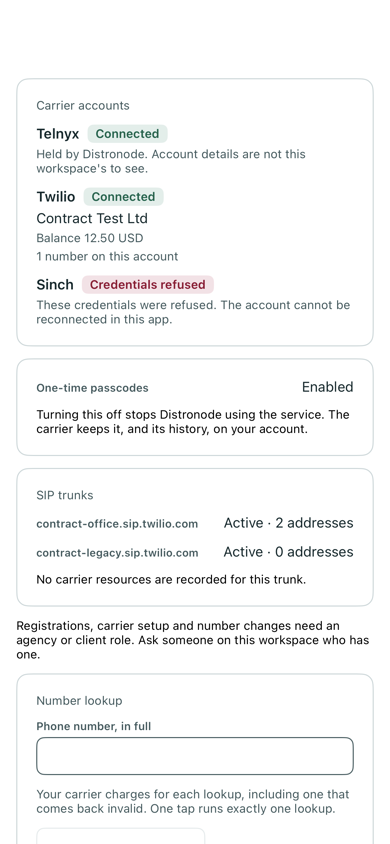 Carrier accounts
Telnyx Connected
Held by Distronode. Account details are not this
workspace's to see.
Twilio Connected
Contract Test Ltd
Balance 12.50 USD
1 number on this account
Sinch Credentials refused
These credentials were refused. The account cannot be
reconnected in this app.
One-time passcodes Enabled
Turning this off stops Distronode using the service. The
carrier keeps it, and its history, on your account.
SIP trunks
contract-office.sip.twilio.com Active · 2 addresses
contract-legacy.sip.twilio.com Active · 0 addresses
No carrier resources are recorded for this trunk.
Registrations, carrier setup and number changes need an
agency or client role. Ask someone on this workspace who has
one.
Number lookup
Phone number, in full
Your carrier charges for each lookup, including one that
comes back invalid. One tap runs exactly one lookup.